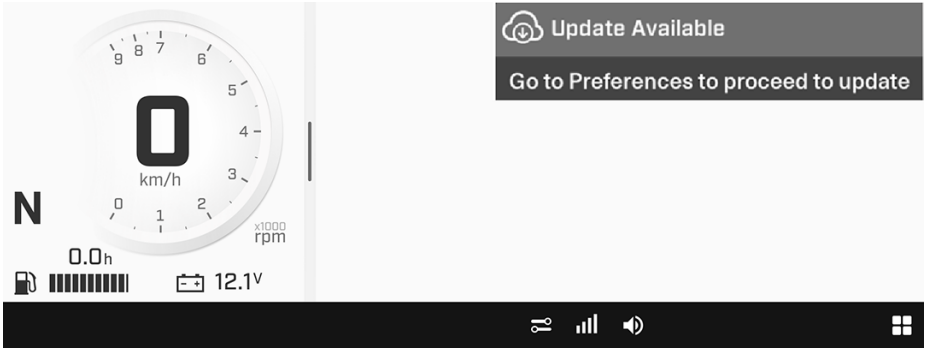 Update Available
Go to Preferences to proceed to update
9 8 7 6
5
4
3
0 1 2
0
km/h
x1000
rpm
N
0.0h
12.1V